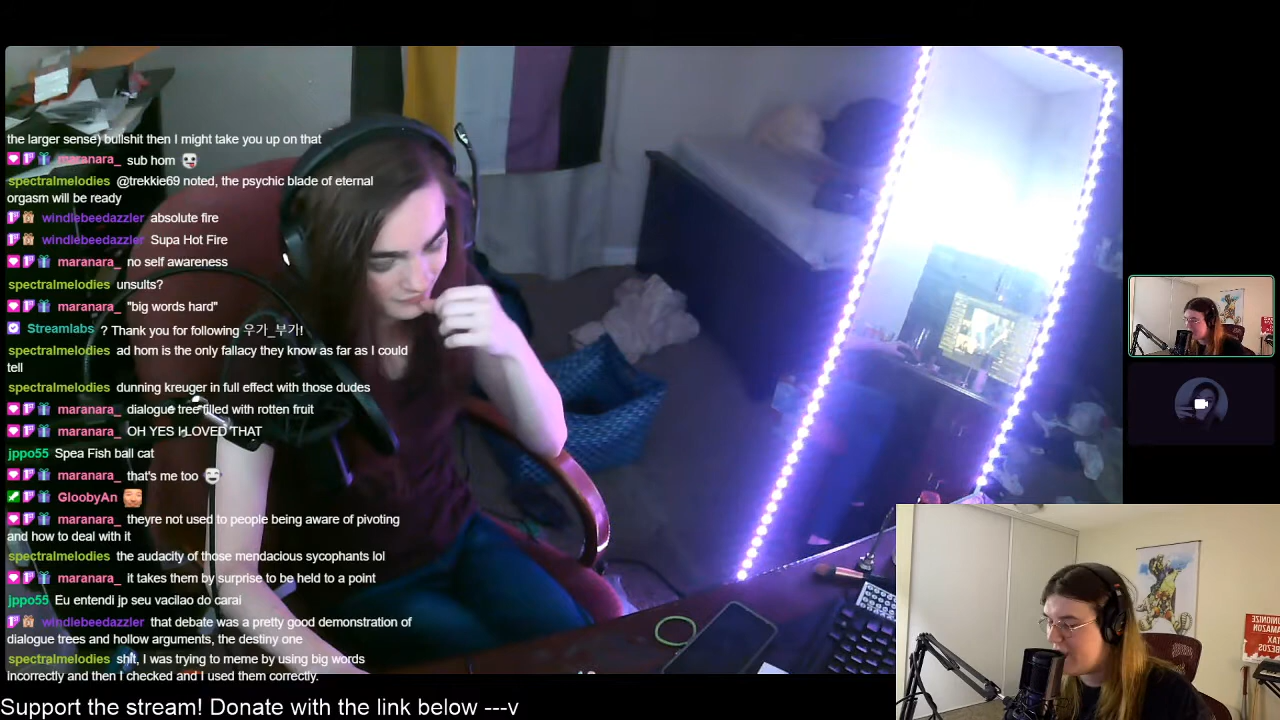 the larger sense) bullshit then I might take you up on that
maranara_ sub hom
spectralmelodies @trekkie69 noted, the psychic blade of eternal
orgasm will be ready
windlebeedazzler absolute fire
windlebeedazzler Supa Hot Fire
maranara_ no self awareness
spectralmelodies unsults?
maranara_ "big words hard"
Streamlabs ? Thank you for following 우가_부가!
spectralmelodies ad hom is the only fallacy they know as far as I could
tell
spectralmelodies dunning kreuger in full effect with those dudes
maranara_ dialogue tree filled with rotten fruit
maranara_ OH YES I LOVED THAT
jppo55 Spea Fish ball cat
maranara_ that's me too
GloobyAn
maranara_ theyre not used to people being aware of pivoting
and how to deal with it
spectralmelodies the audacity of those mendacious sycophants lol
maranara_ it takes them by surprise to be held to a point
jppo55 Eu entendi jp seu vacilao do carai
windlebeedazzler that debate was a pretty good demonstration of
dialogue trees and hollow arguments, the destiny one
spectralmelodies shit, I was trying to meme by using big words
incorrectly and then I checked and I used them correctly.
UNIONIZE
AMAZON
BEZOS
Support the stream! Donate with the link below ---v